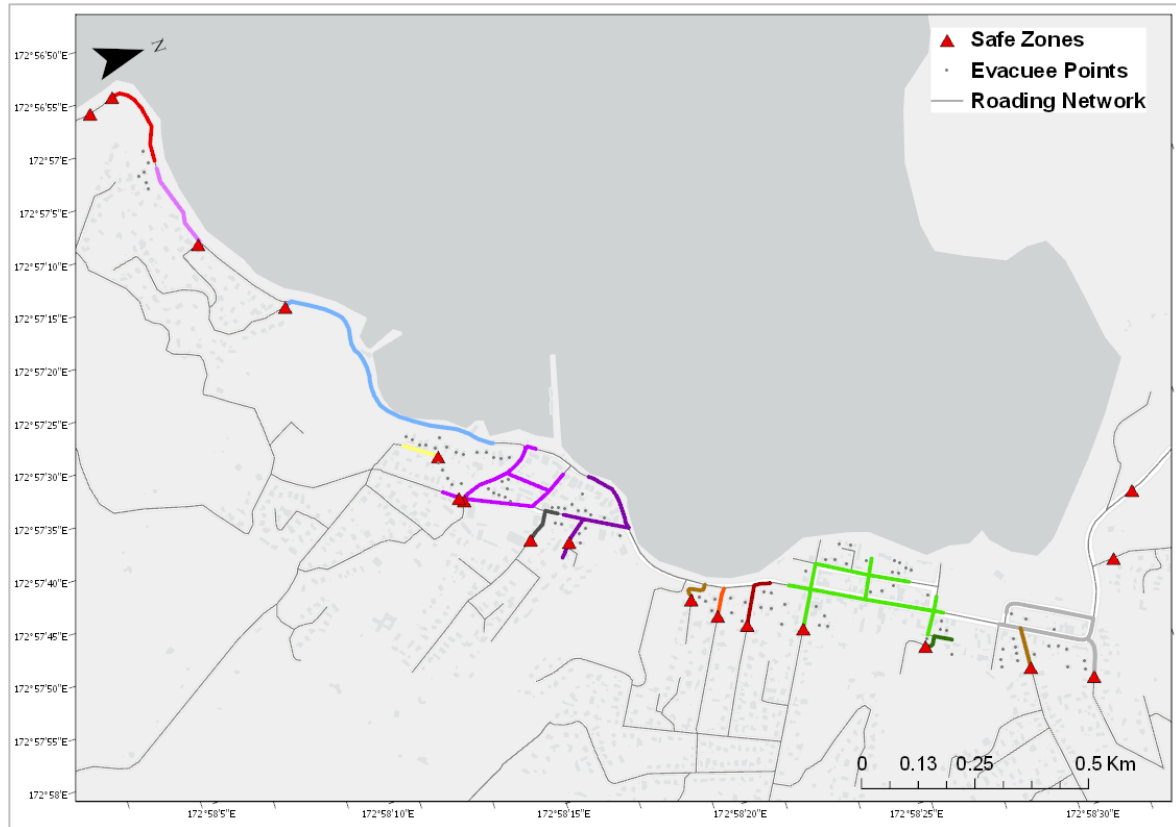 N
Safe Zones
Evacuee Points
Roading Network
172°56'50"E
172°56'55"E
172°57'E
172°57'5"E
172°57'10"E
172°57'15"E
172°57'20"E
172°57'25"E
172°57'30"E
172°57'35"E
172°57'40"E
172°57'45"E
172°57'50"E
172°57'55"E
172°58'E
0 0.13 0.25 0.5 Km
172°58'5"E 172°58'10"E 172°58'15"E 172°58'20"E 172°58'25"E 172°58'30"E